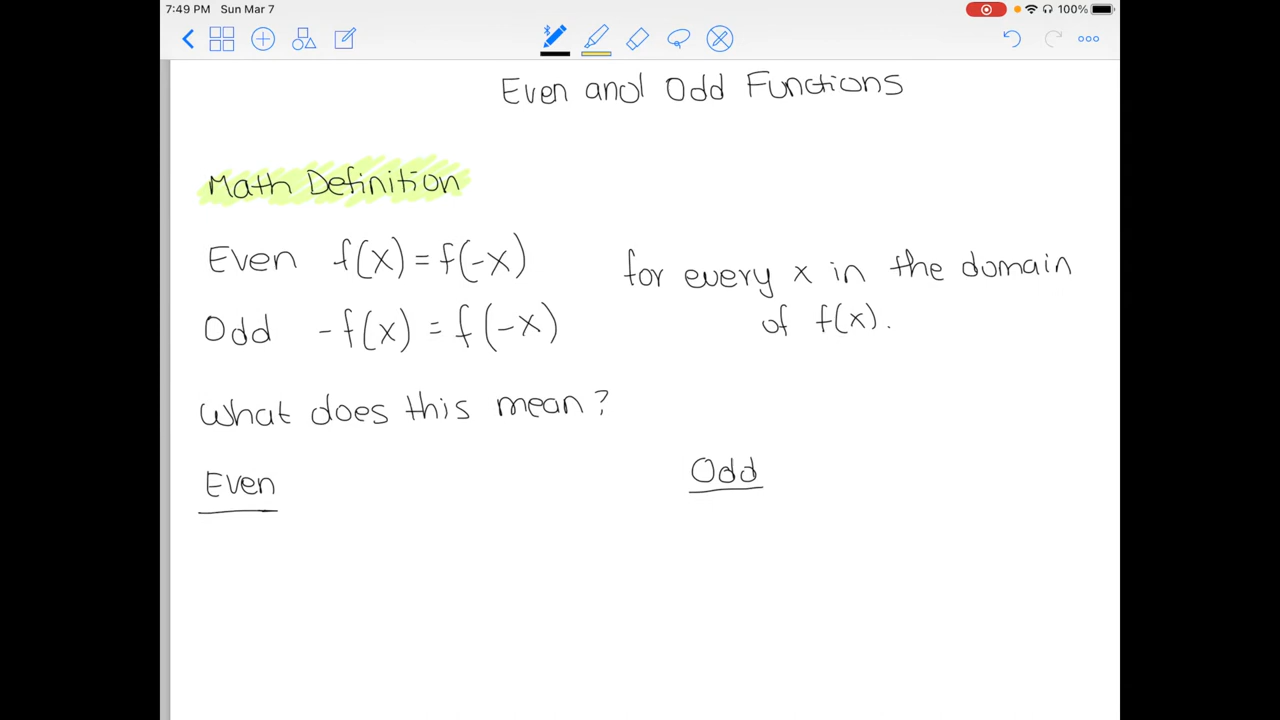 7:49 PM Sun Mar 7
100%
Even and Odd Functions
Math Definition
Even f(x) = f(-x)
for every x in the domain
of f(x).
Odd -f(x) = f(-x)
What does this mean?
Even
Odd